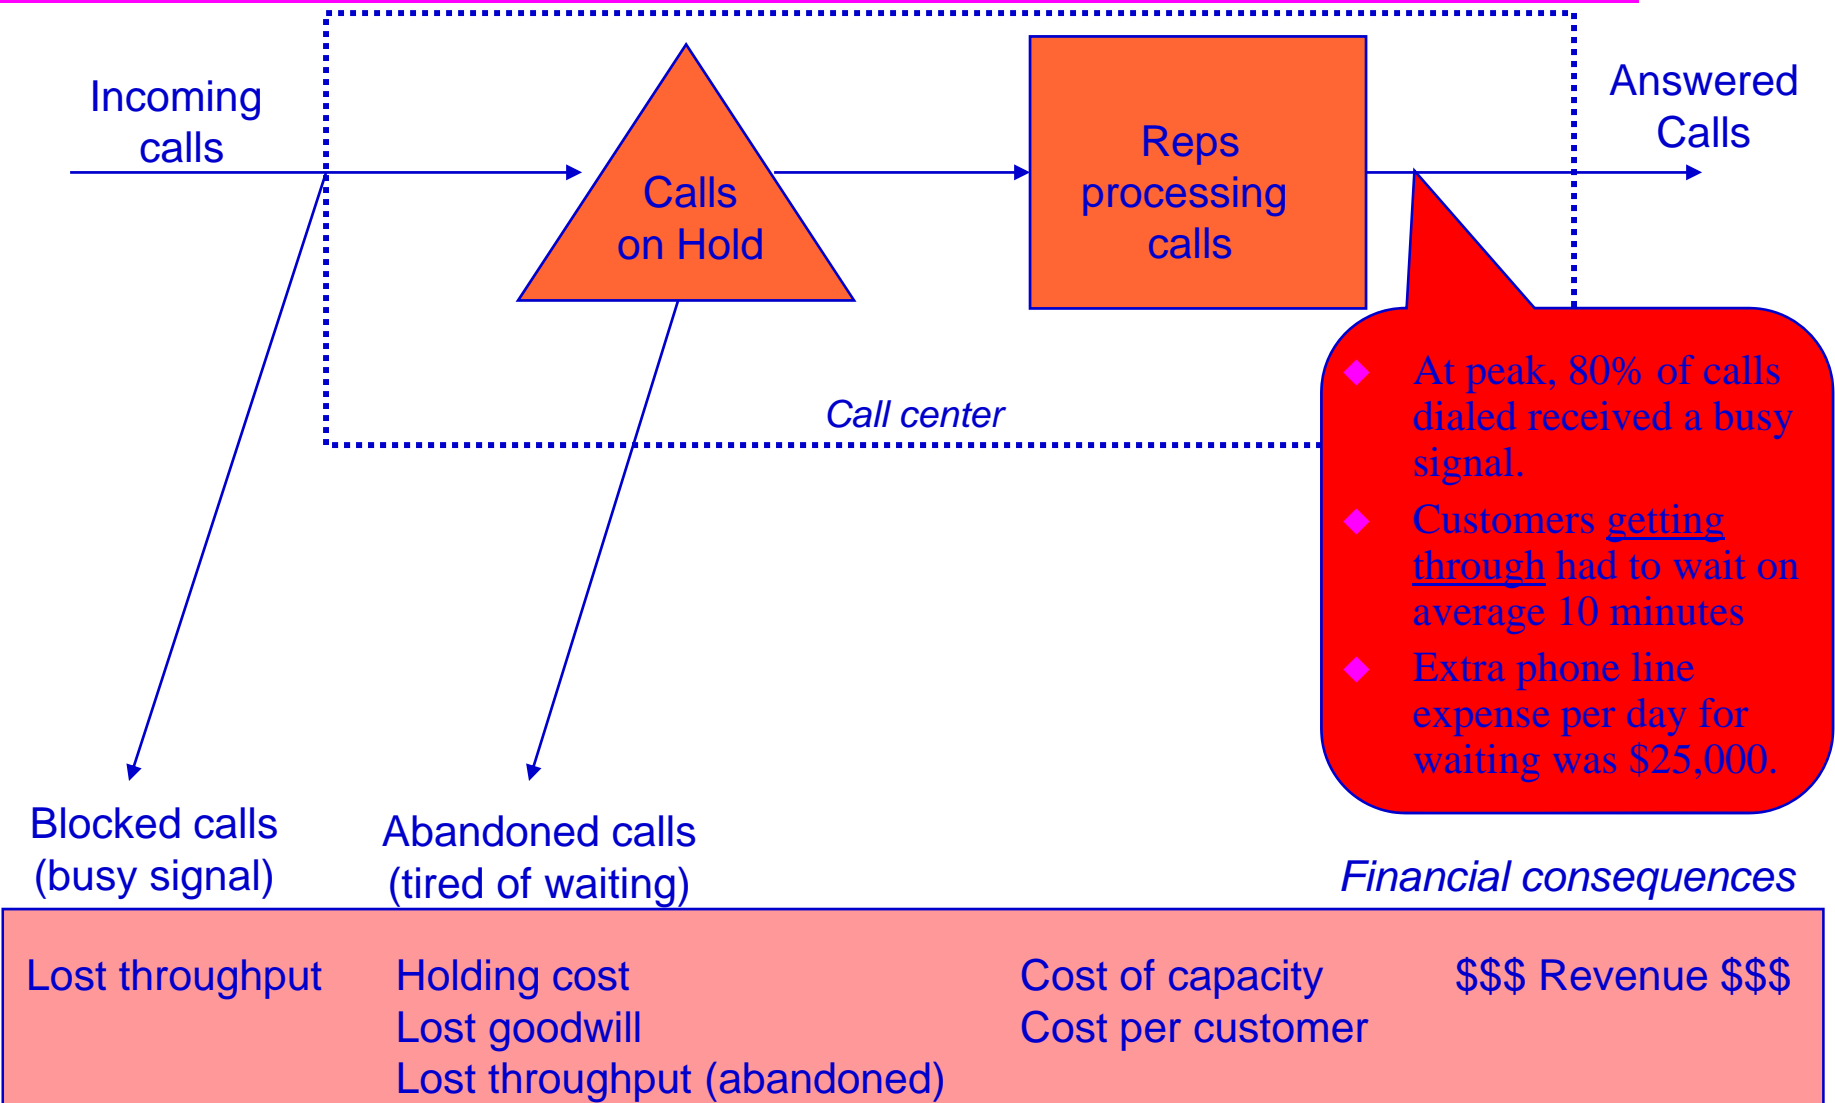 Incoming
calls
Calls
on Hold
Reps
processing
calls
Answered
Calls
Call center
At peak, 80% of calls
dialed received a busy
signal.
Customers getting
through had to wait on
average 10 minutes
Extra phone line
expense per day for
waiting was $25,000.
Blocked calls
(busy signal)
Abandoned calls
(tired of waiting)
Financial consequences
Lost throughput
Holding cost
Lost goodwill
Lost throughput (abandoned)
Cost of capacity
Cost per customer
$$$ Revenue $$$